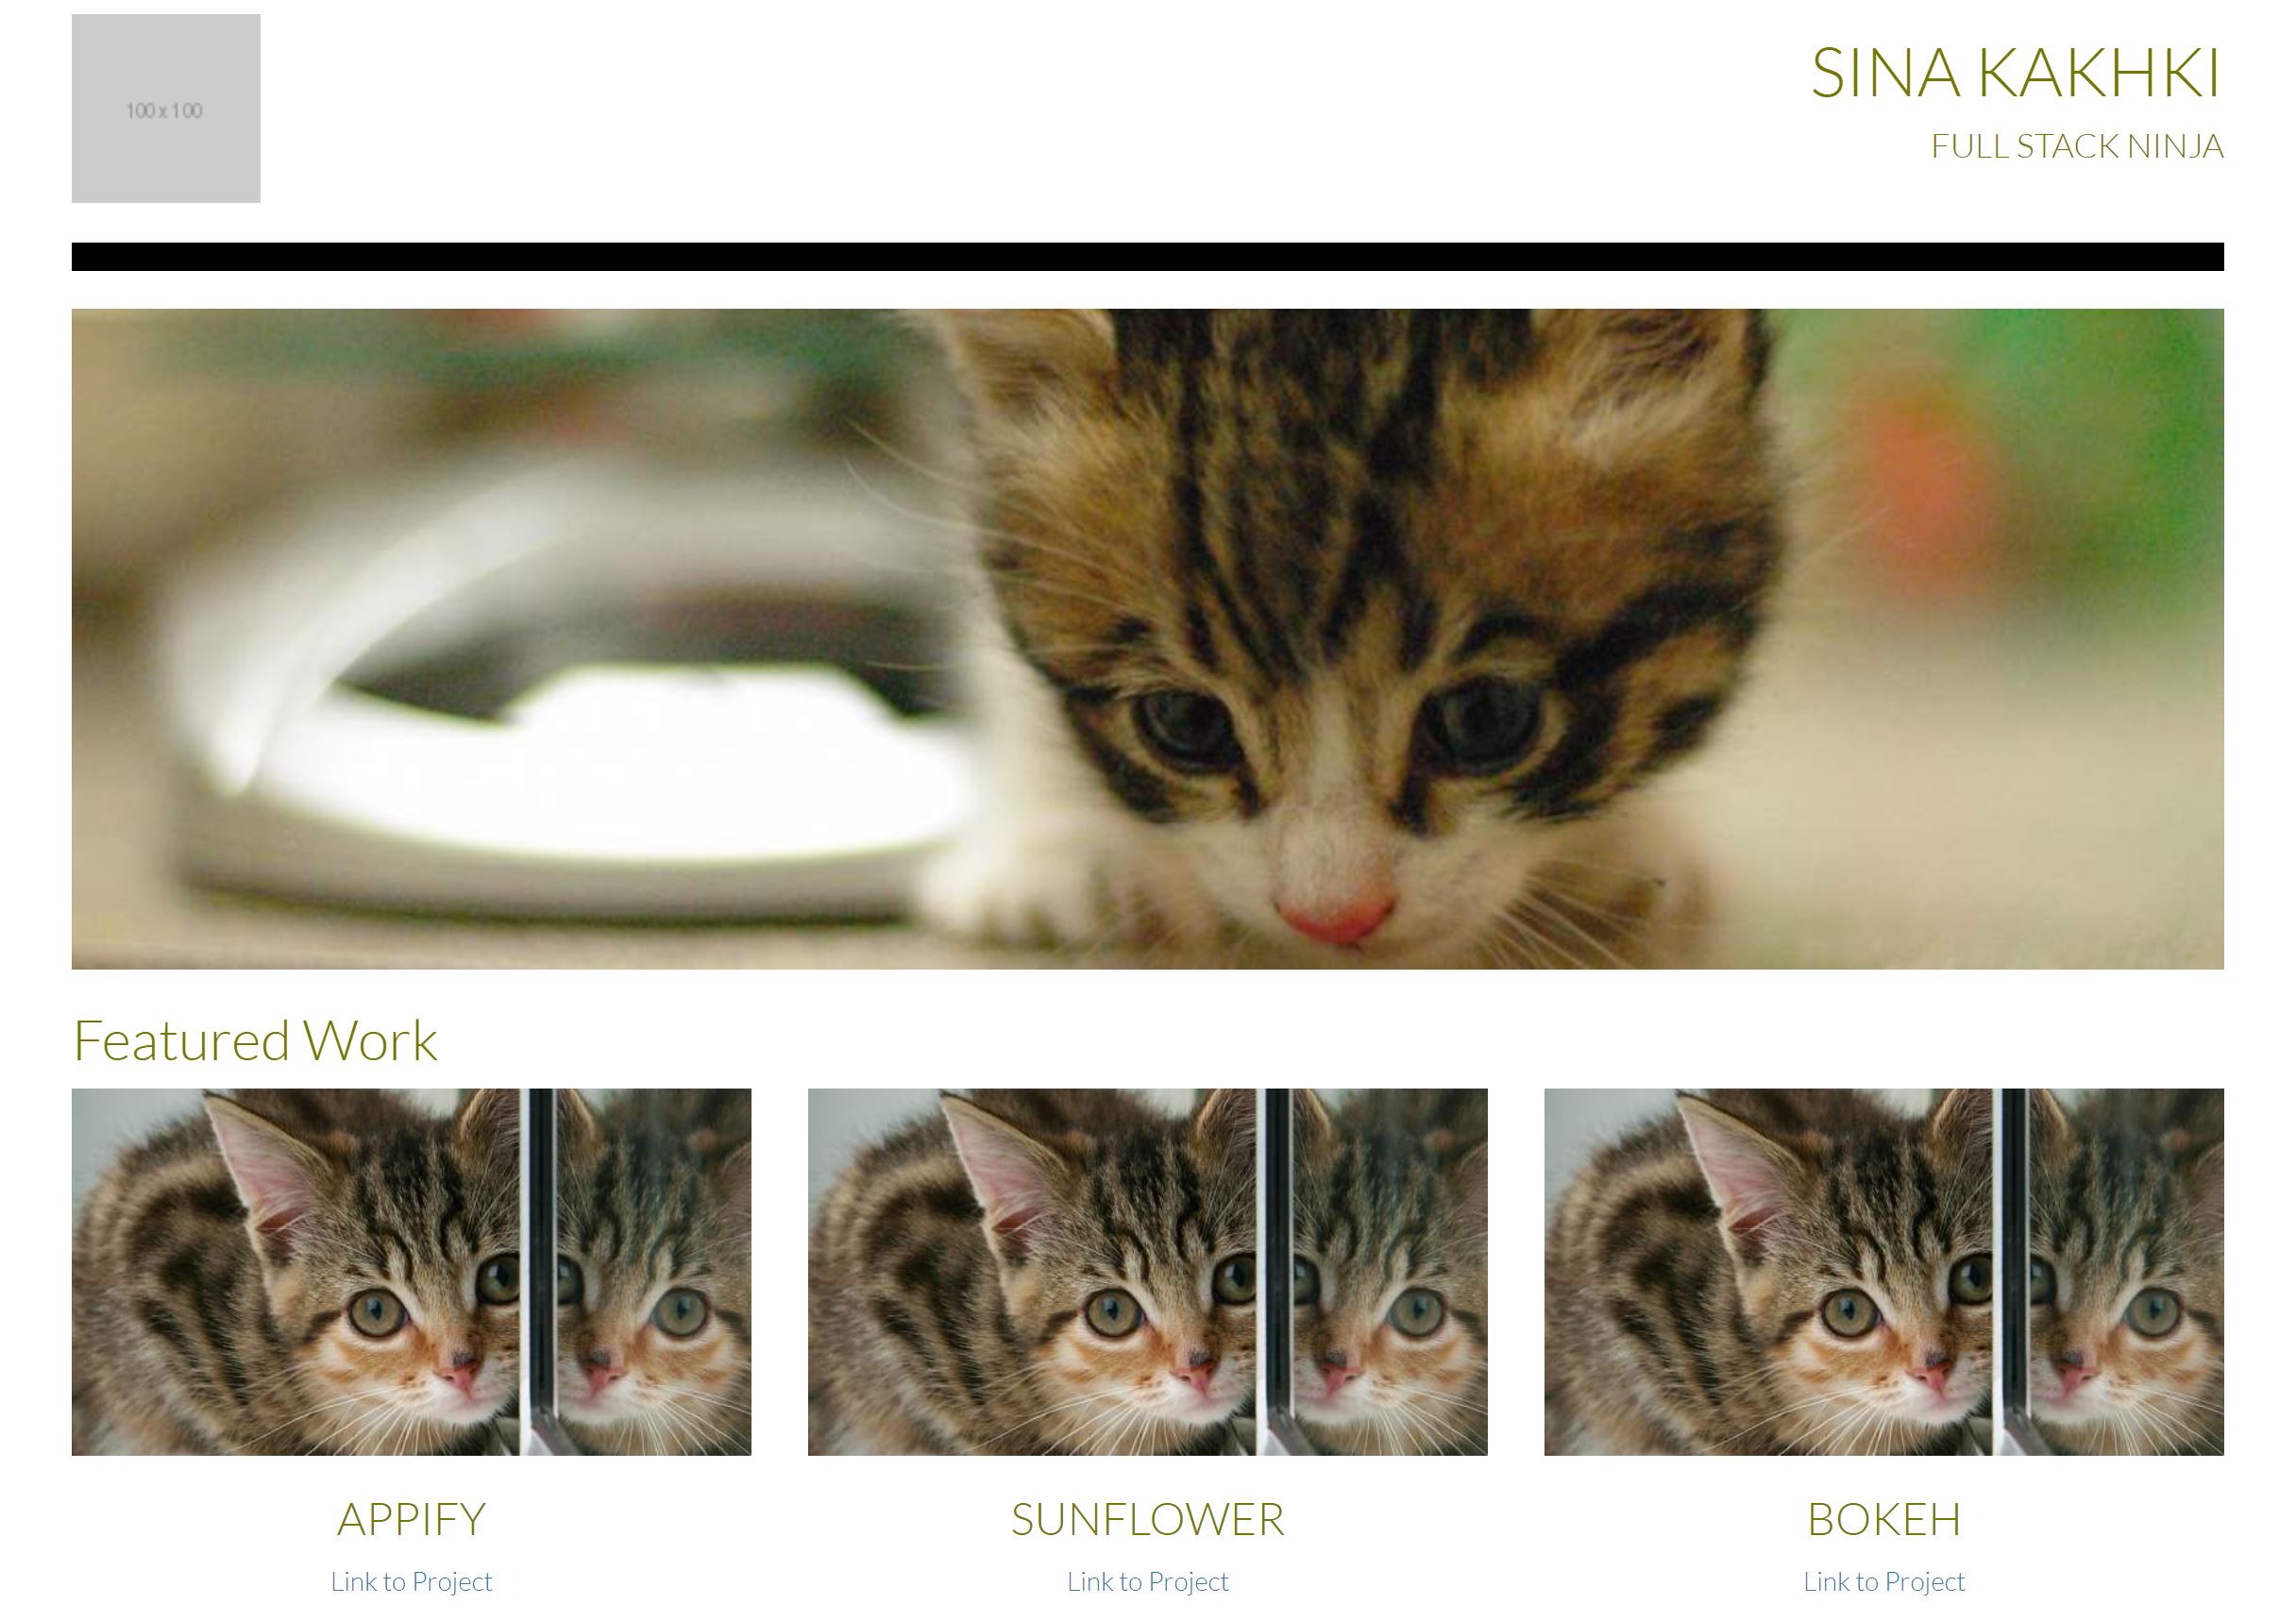 100 x 100
SINA KAKHKI
FULL STACK NINJA
Featured Work
APPIFY
SUNFLOWER
BOKEH
Link to Project
Link to Project
Link to Project